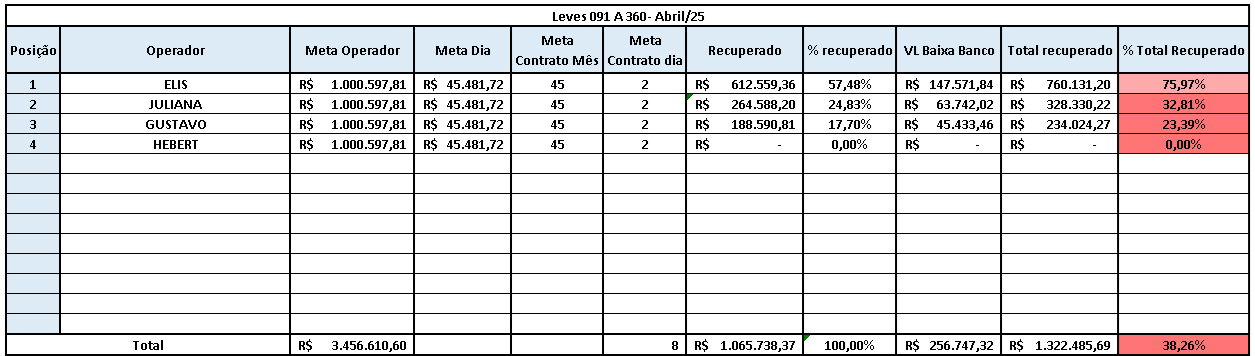 Leves 091 A 360- Abril/25
Posição Operador Meta Operador Meta Dia Meta Contrato Mês Meta Contrato dia Recuperado % recuperado VL Baixa Banco Total recuperado % Total Recuperado
1 ELIS R$ 1.000.597,81 R$ 45.481,72 45 2 R$ 612.559,36 57,48% R$ 147.571,84 R$ 760.131,20 75,97%
2 JULIANA R$ 1.000.597,81 R$ 45.481,72 45 2 R$ 264.588,20 24,83% R$ 63.742,02 R$ 328.330,22 32,81%
3 GUSTAVO R$ 1.000.597,81 R$ 45.481,72 45 2 R$ 188.590,81 17,70% R$ 45.433,46 R$ 234.024,27 23,39%
4 HEBERT R$ 1.000.597,81 R$ 45.481,72 45 2 R$ - 0,00% R$ - R$ - 0,00%
Total R$ 3.456.610,60 8 R$ 1.065.738,37 100,00% R$ 256.747,32 R$ 1.322.485,69 38,26%